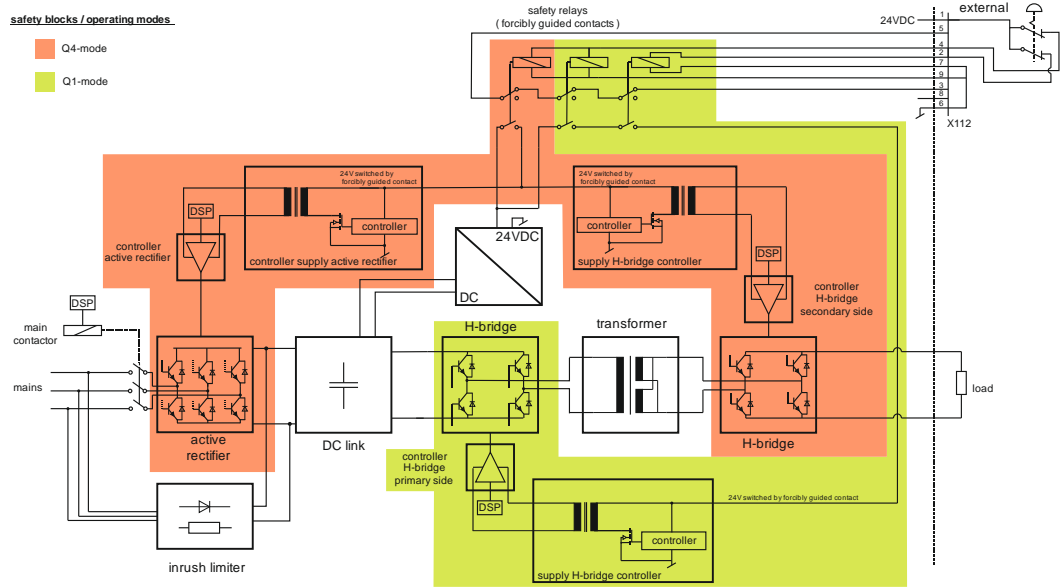 safety blocks / operating modes
Q4-mode
Q1-mode
safety relays
( forcibly guided contacts )
24VDC
external
1
5
4
2
7
9
3
8
6
X112
24V switched by
forcibly guided contact
DSP
controller
controller
active rectifier
controller supply active rectifier
24VDC
DC
24V switched by
forcibly guided contact
controller
supply H-bridge controller
DSP
controller
H-bridge
secondary side
DSP
main
contactor
mains
active
rectifier
DC link
H-bridge
transformer
H-bridge
load
controller
H-bridge
primary side
DSP
24V switched by forcibly guided contact
controller
supply H-bridge controller
inrush limiter